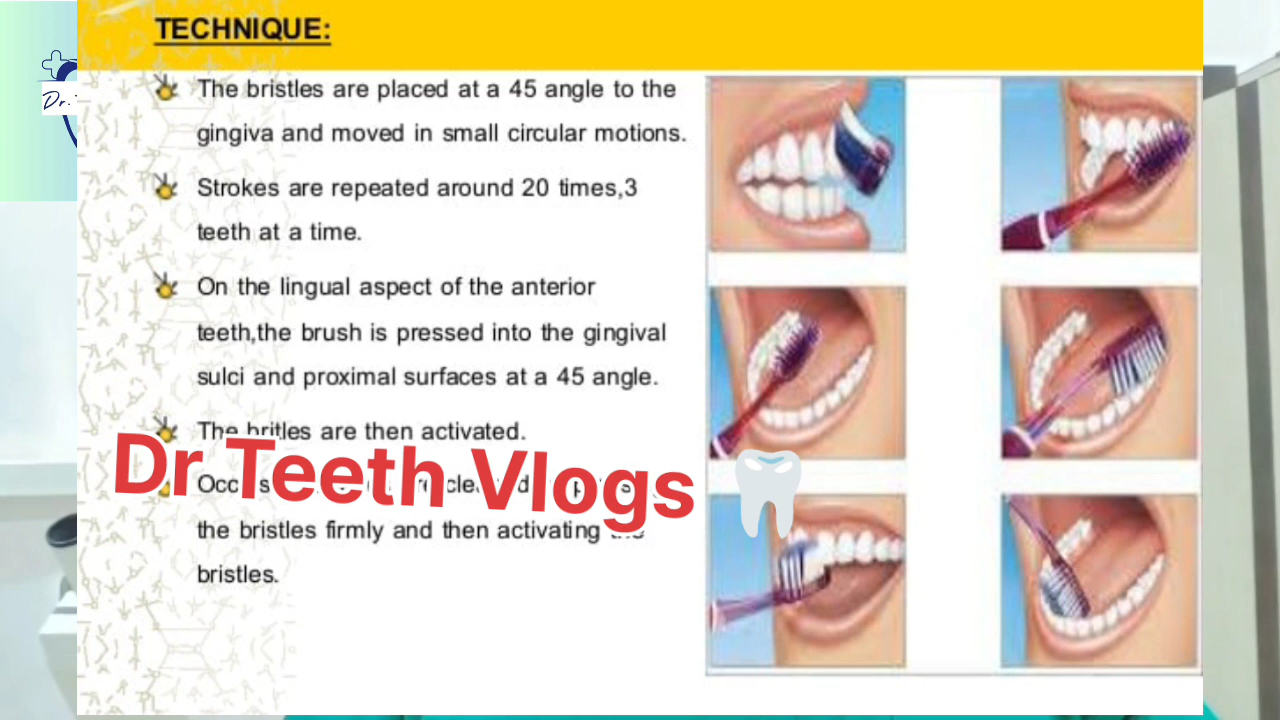 TECHNIQUE:
Dr.
The bristles are placed at a 45 angle to the
gingiva and moved in small circular motions.
Strokes are repeated around 20 times,3
teeth at a time.
On the lingual aspect of the anterior
teeth,the brush is pressed into the gingival
sulci and proximal surfaces at a 45 angle.
The britles are then activated.
Dr Teeth Vlogs 🦷
the bristles firmly and then activating
bristles.